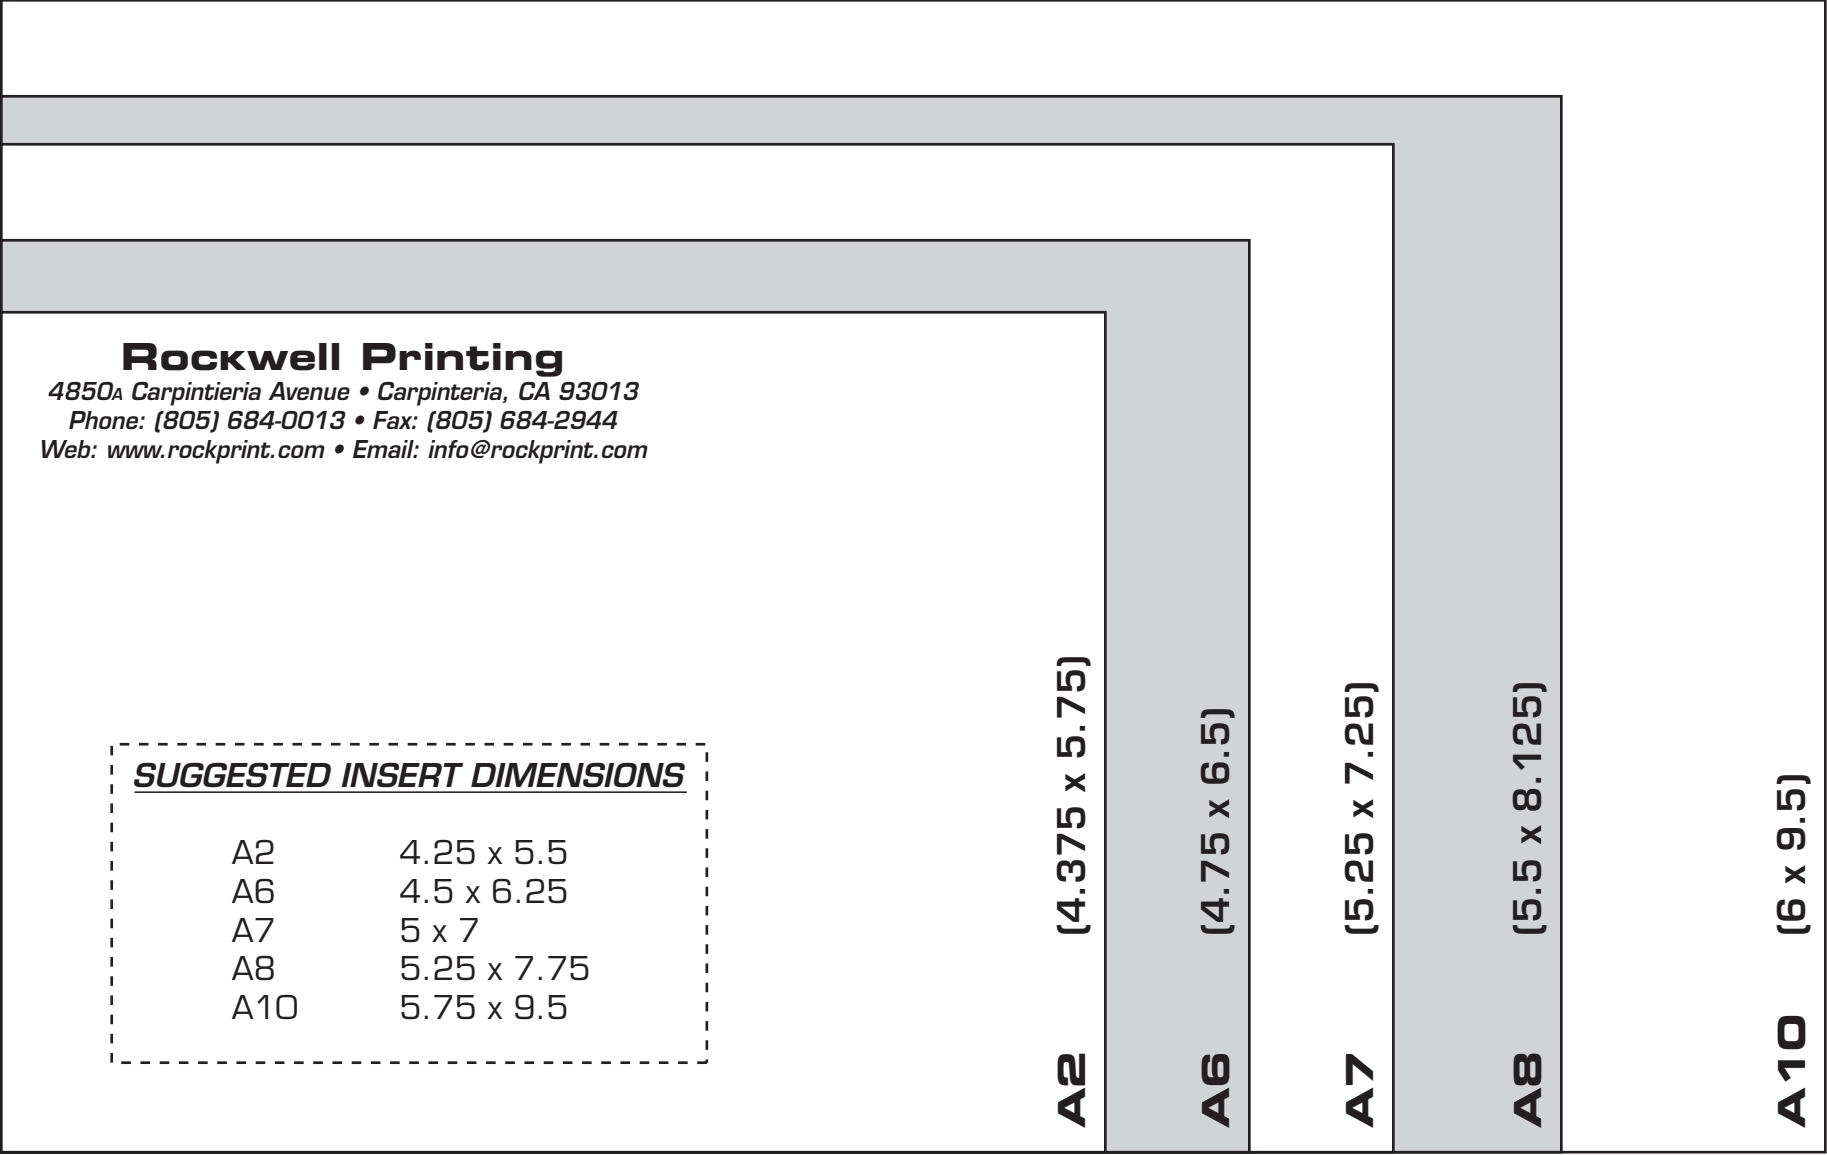 Rockwell Printing
4850A Carpintieria Avenue • Carpinteria, CA 93013
Phone: (805) 684-0013 • Fax: (805) 684-2944
Web: www.rockprint.com • Email: info@rockprint.com
SUGGESTED INSERT DIMENSIONS
A2 4.25 x 5.5
A6 4.5 x 6.25
A7 5 x 7
A8 5.25 x 7.75
A10 5.75 x 9.5
A2 (4.375 x 5.75)
A6 (4.75 x 6.5)
A7 (5.25 x 7.25)
A8 (5.5 x 8.125)
A10 (6 x 9.5)